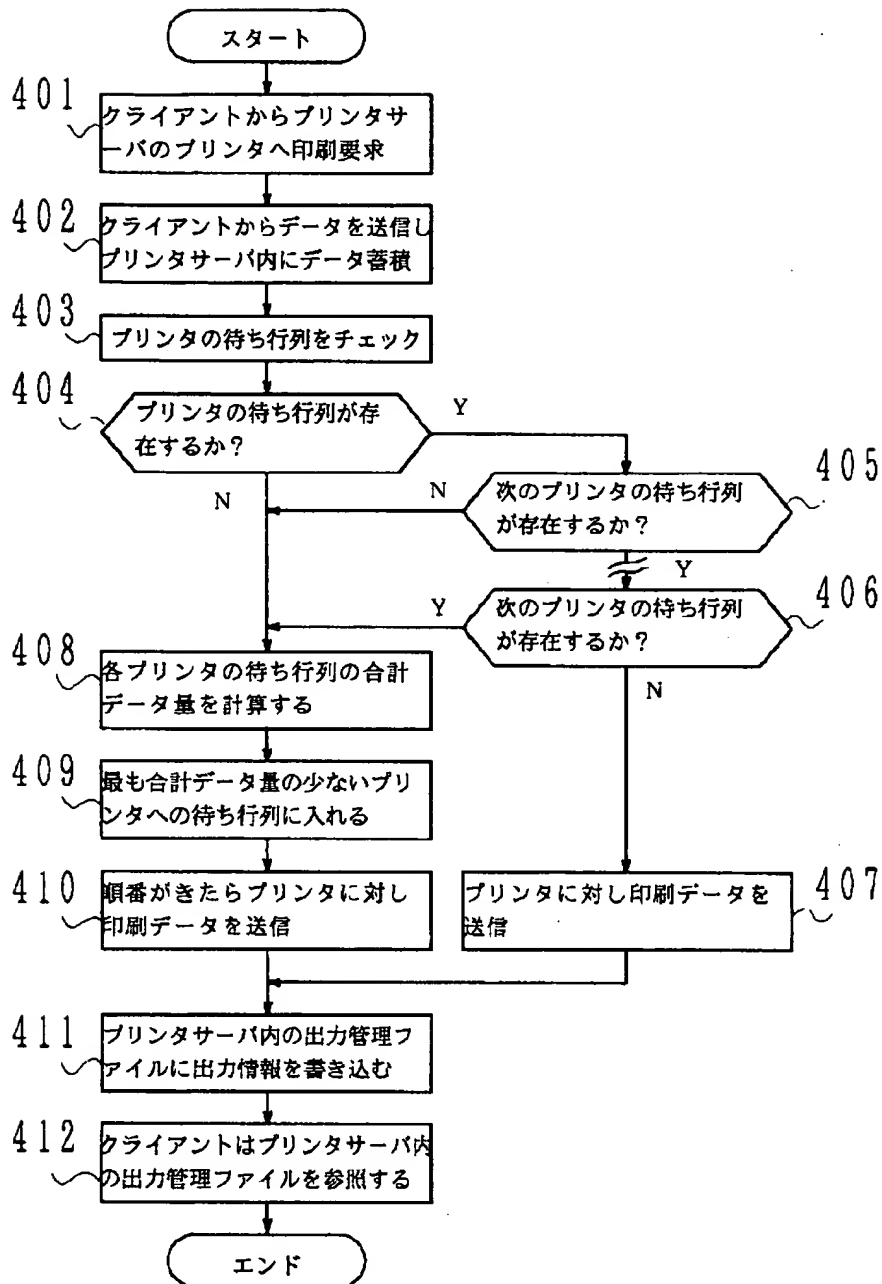 スタート
401
クライアントからプリンタサ
ーバのプリンタへ印刷要求
402
クライアントからデータを送信し
プリンタサーバ内にデータ蓄積
403
プリンタの待ち行列をチェック
404
プリンタの待ち行列が存
在するか？
Y
N
405
次のプリンタの待ち行列
が存在するか？
N
Y
406
次のプリンタの待ち行列
が存在するか？
Y
N
408
各プリンタの待ち行列の合計
データ量を計算する
409
最も合計データ量の少ないプリ
ンタへの待ち行列に入れる
410
順番がきたらプリンタに対し
印刷データを送信
407
プリンタに対し印刷データを
送信
411
プリンタサーバ内の出力管理フ
ァイルに出力情報を書き込む
412
クライアントはプリンタサーバ内
の出力管理ファイルを参照する
エンド